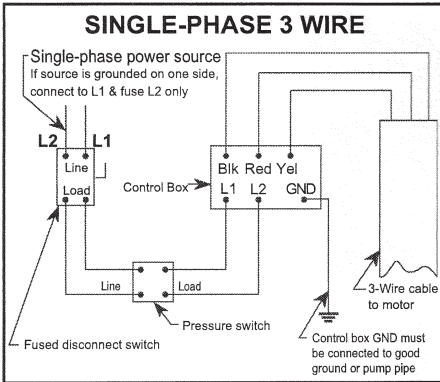 SINGLE-PHASE 3 WIRE
Single-phase power source
If source is grounded on one side,
connect to L1 & fuse L2 only
L2 L1
Line
Load
Control Box
Blk Red Yel
L1 L2 GND
Line
Load
Pressure switch
Fused disconnect switch
3-Wire cable
to motor
Control box GND must
be connected to good
ground or pump pipe